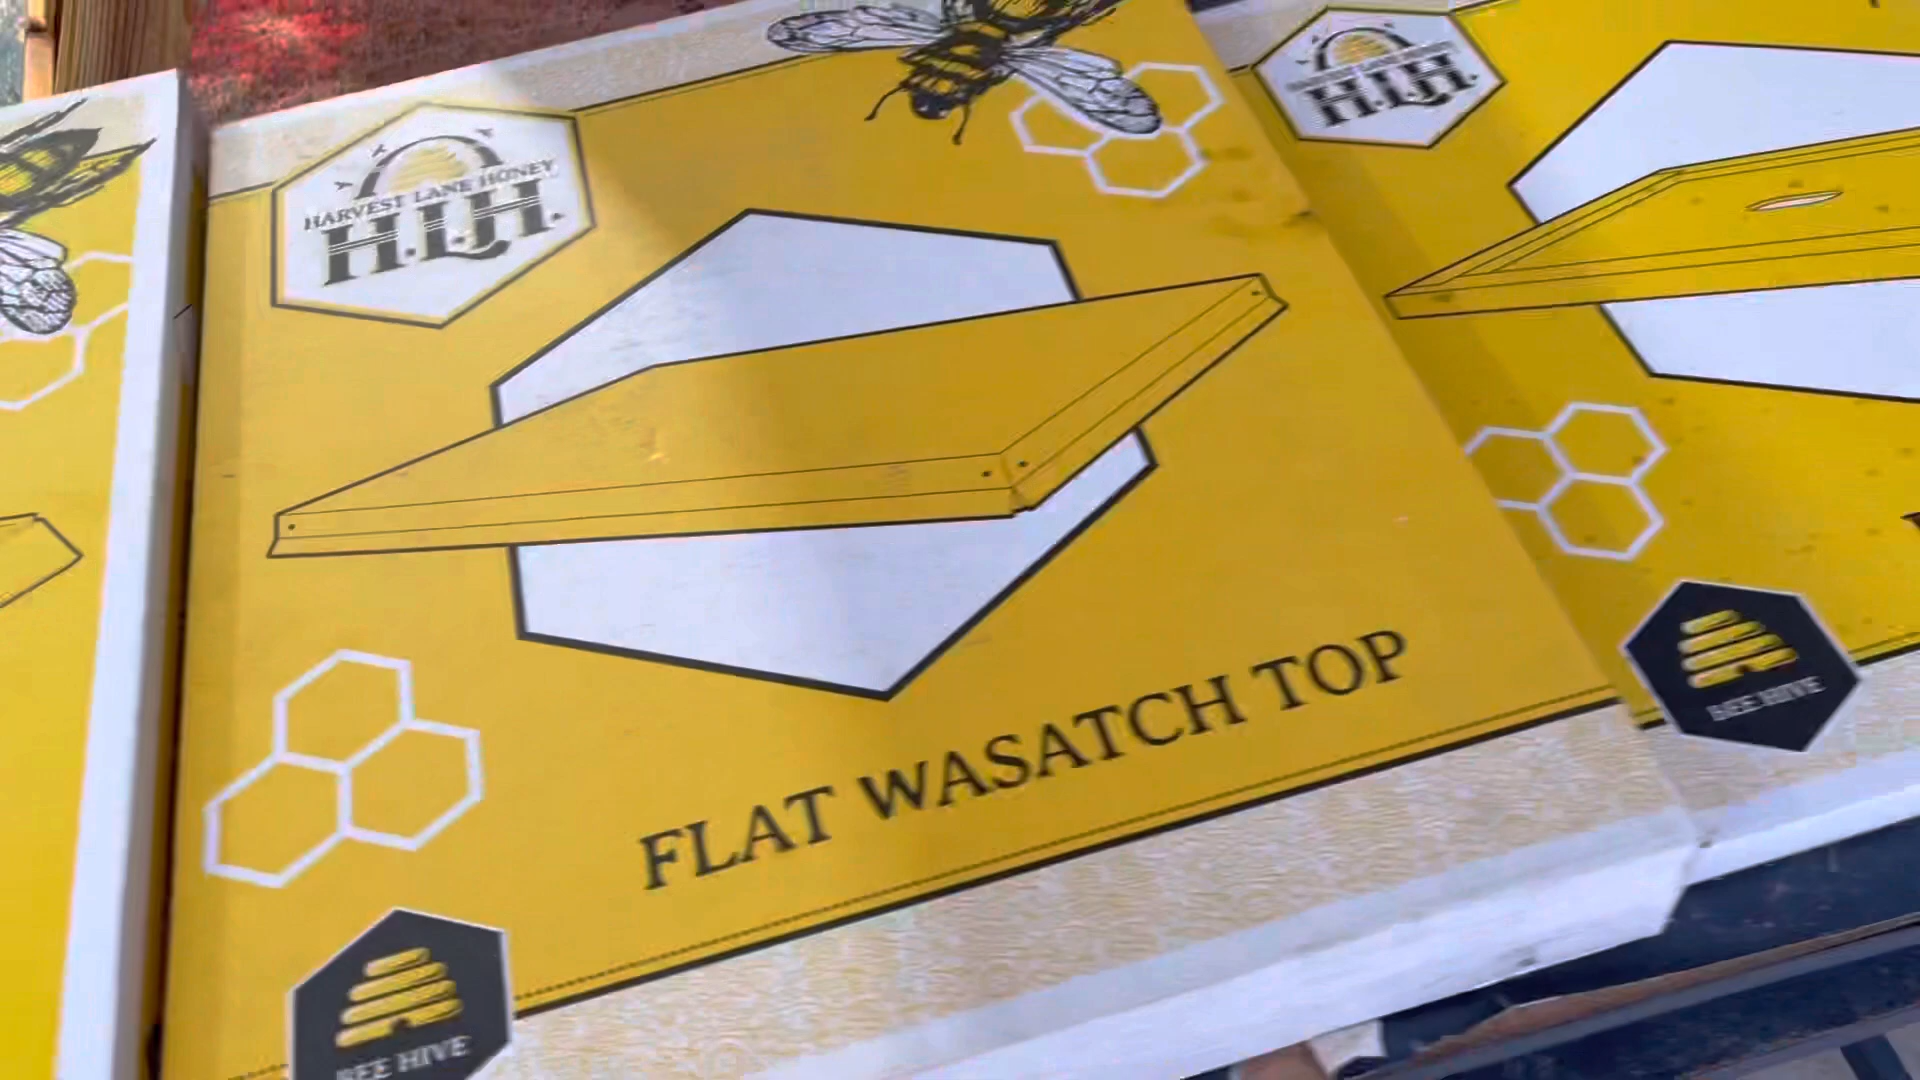 HARVEST LANE HONEY
H.L.H.
H.L.H.
FLAT WASATCH TOP
BEE HIVE
BEE HIVE